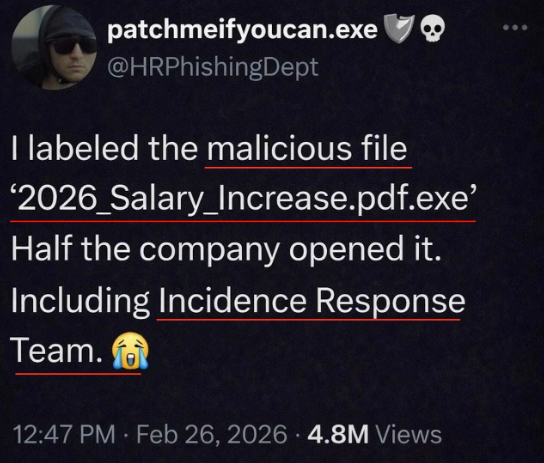 patchmeifyoucan.exe 🛡️💀
@HRPhishingDept
I labeled the malicious file
‘2026_Salary_Increase.pdf.exe’
Half the company opened it.
Including Incidence Response
Team. 😭
12:47 PM · Feb 26, 2026 · 4.8M Views